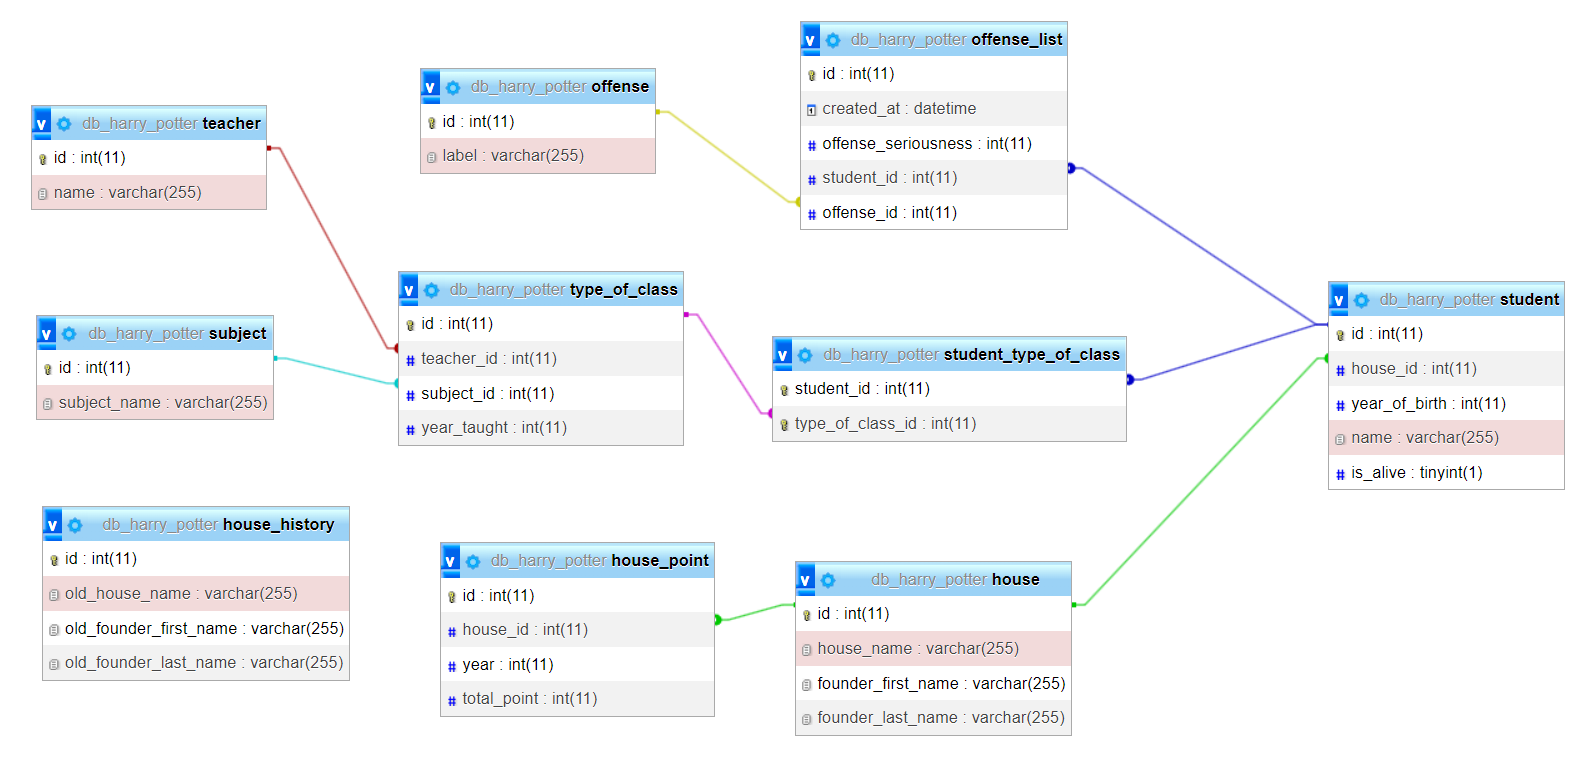 v db_harry_potter offense_list
id : int(11)
created_at : datetime
offense_seriousness : int(11)
student_id : int(11)
offense_id : int(11)
v db_harry_potter offense
id : int(11)
label : varchar(255)
v db_harry_potter teacher
id : int(11)
name : varchar(255)
v db_harry_potter type_of_class
id : int(11)
teacher_id : int(11)
subject_id : int(11)
year_taught : int(11)
v db_harry_potter student
id : int(11)
house_id : int(11)
year_of_birth : int(11)
name : varchar(255)
is_alive : tinyint(1)
v db_harry_potter subject
id : int(11)
subject_name : varchar(255)
v db_harry_potter student_type_of_class
student_id : int(11)
type_of_class_id : int(11)
v db_harry_potter house_history
id : int(11)
old_house_name : varchar(255)
old_founder_first_name : varchar(255)
old_founder_last_name : varchar(255)
v db_harry_potter house_point
id : int(11)
house_id : int(11)
year : int(11)
total_point : int(11)
v db_harry_potter house
id : int(11)
house_name : varchar(255)
founder_first_name : varchar(255)
founder_last_name : varchar(255)